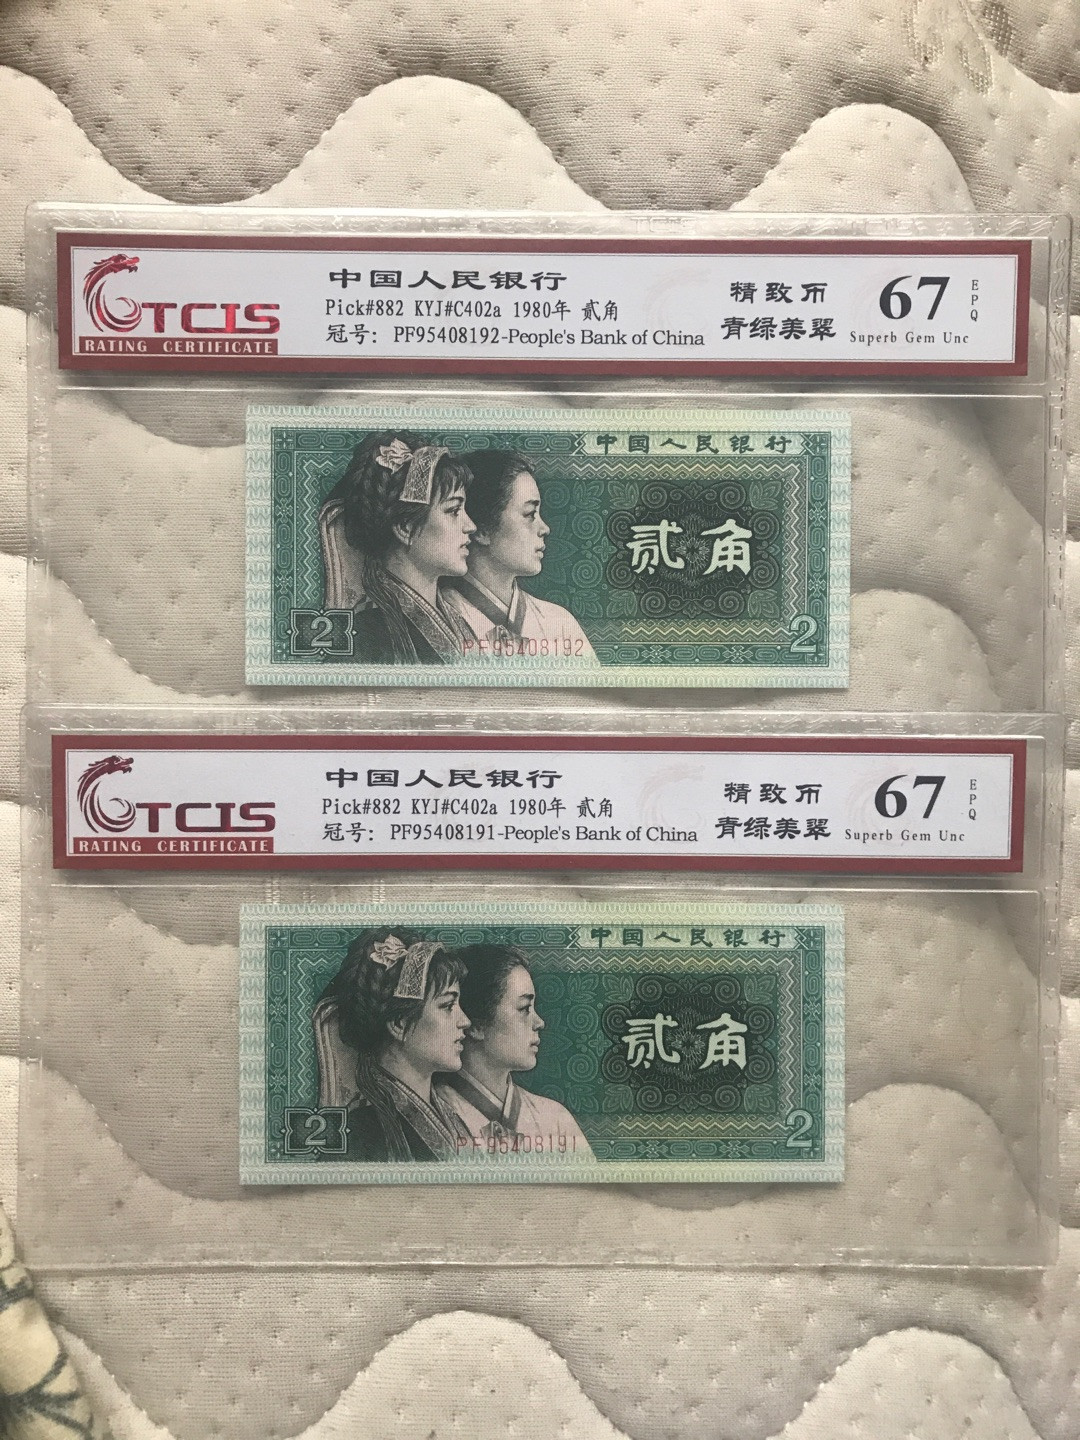 TCIS
RATING CERTIFICATE
中国人民银行
Pick#882 KYJ#C402a 1980年 贰角
冠号: PF95408192-People's Bank of China
精致币
青绿美翠
67
EPQ
Superb Gem Unc
中国人民银行
贰角
2
2
PF95408192
TCIS
RATING CERTIFICATE
中国人民银行
Pick#882 KYJ#C402a 1980年 贰角
冠号: PF95408191-People's Bank of China
精致币
青绿美翠
67
EPQ
Superb Gem Unc
中国人民银行
贰角
2
2
PF95408191